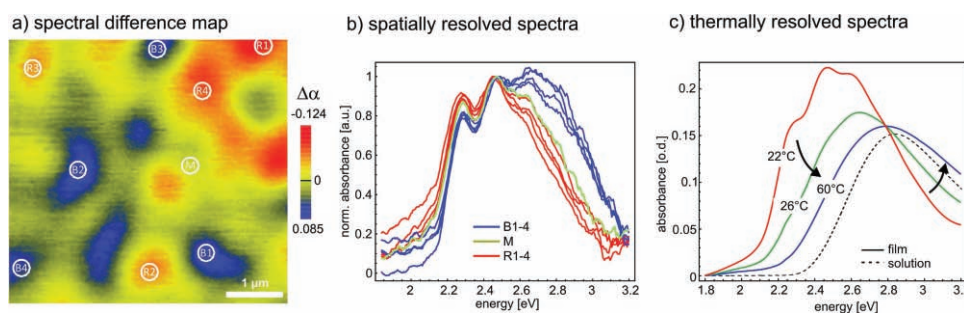 a) spectral difference map
B3
R1
R3
R4
M
B2
B4
R2
B1
1 µm
Δα
-0.124
0
0.085
b) spatially resolved spectra
norm. absorbance [a.u.]
1
0.8
0.6
0.4
0.2
0
B1-4
M
R1-4
2.0 2.2 2.4 2.6 2.8 3 3.2
energy [eV]
c) thermally resolved spectra
absorbance [o.d.]
0.2
0.15
0.1
0.05
0
22°C
26°C
60°C
film
solution
1.8 2 2.2 2.4 2.6 2.8 3 3.2
energy [eV]